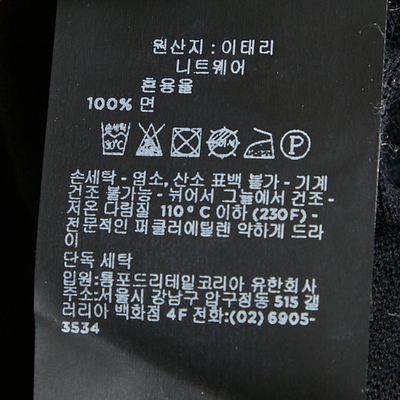 원산지 : 이태리
니트웨어
혼용율
100% 면
손세탁
30°C
손세탁 - 염소, 산소 표백 불가 - 기계
건조 불가능 - 뉘어서 그늘에서 건조 -
저온 다림질 110°C 이하 (230F) -
전문적인 퍼클러에틸렌 약하게 드라
이
단독 세탁
입원:톰포드리테일코리아 유한회사
주소:서울시 강남구 압구정동 515 갤
러리아 백화점 4F 전화:(02) 6905-
3534